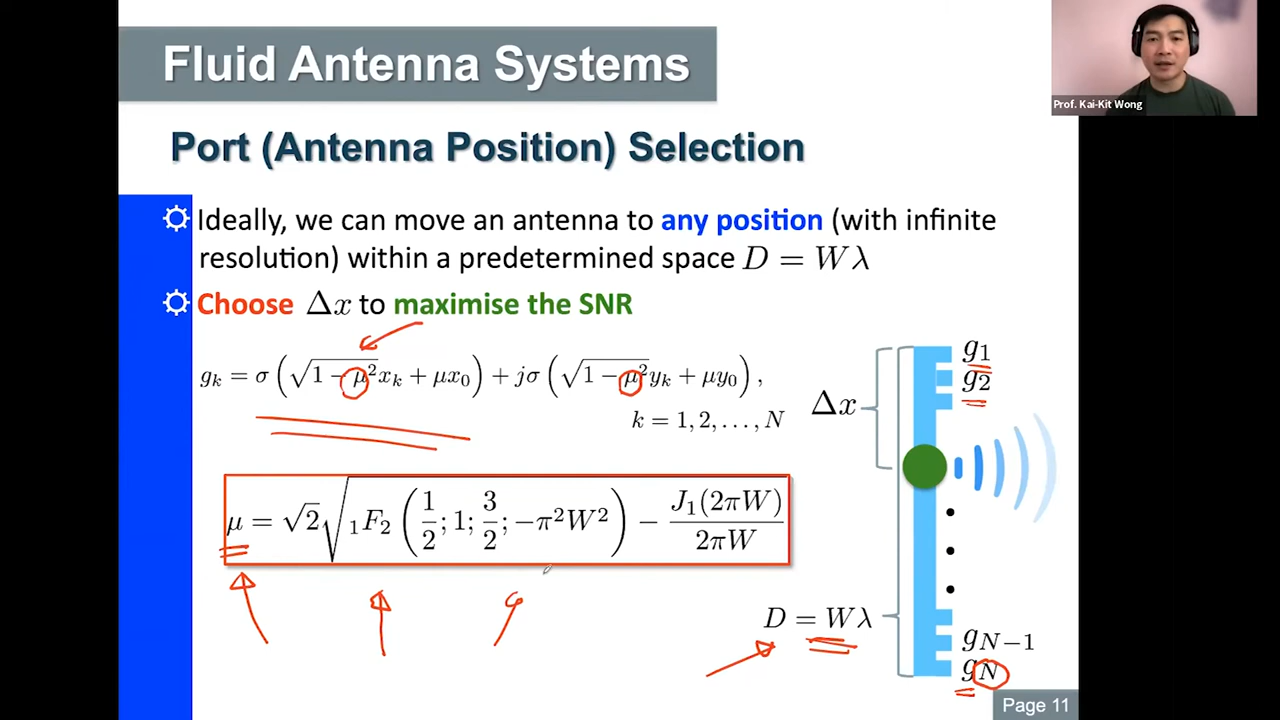 Fluid Antenna Systems
Prof. Kai-Kit Wong
Port (Antenna Position) Selection
Ideally, we can move an antenna to any position (with infinite
resolution) within a predetermined space D = Wλ
Choose Δx to maximise the SNR
g_k = σ(√(1 − μ²)x_k + μx_0) + jσ(√(1 − μ²)y_k + μy_0),
k = 1, 2, . . . , N
μ = √2 √(₁F₂(1/2; 1; 3/2; −π²W²) − J₁(2πW)/(2πW))
g_1
g_2
Δx
D = Wλ
g_{N−1}
g_N
Page 11